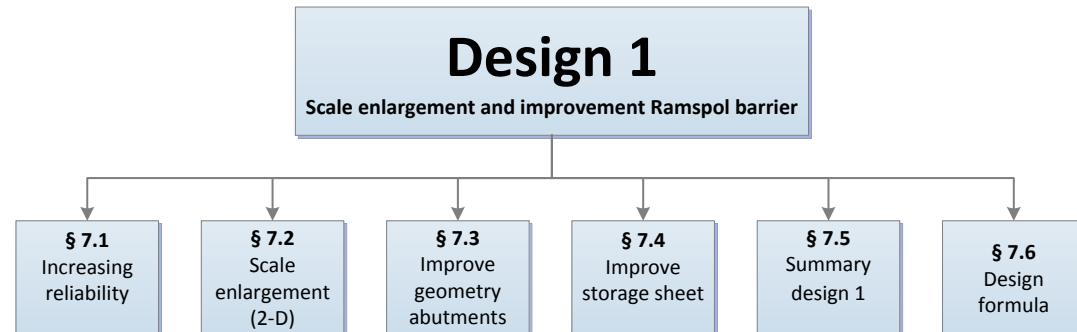 Design 1
Scale enlargement and improvement Ramspol barrier
§ 7.1
Increasing
reliability
§ 7.2
Scale
enlargement
(2-D)
§ 7.3
Improve
geometry
abutments
§ 7.4
Improve
storage sheet
§ 7.5
Summary
design 1
§ 7.6
Design
formula